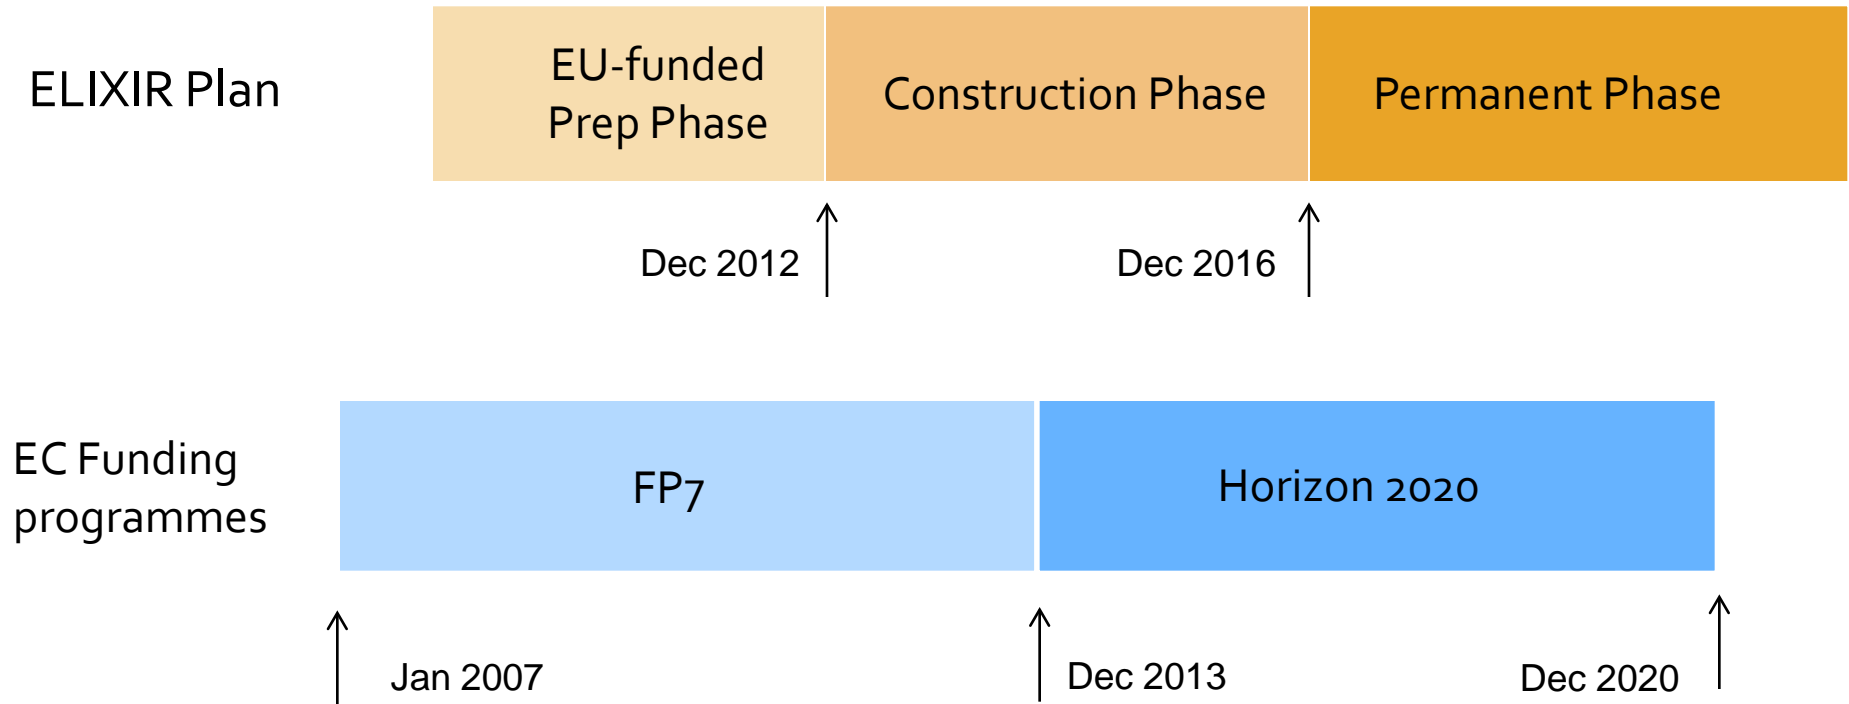 ELIXIR Plan
EU-funded
Prep Phase
Construction Phase
Permanent Phase
Dec 2012
Dec 2016
EC Funding
programmes
FP7
Horizon 2020
Jan 2007
Dec 2013
Dec 2020